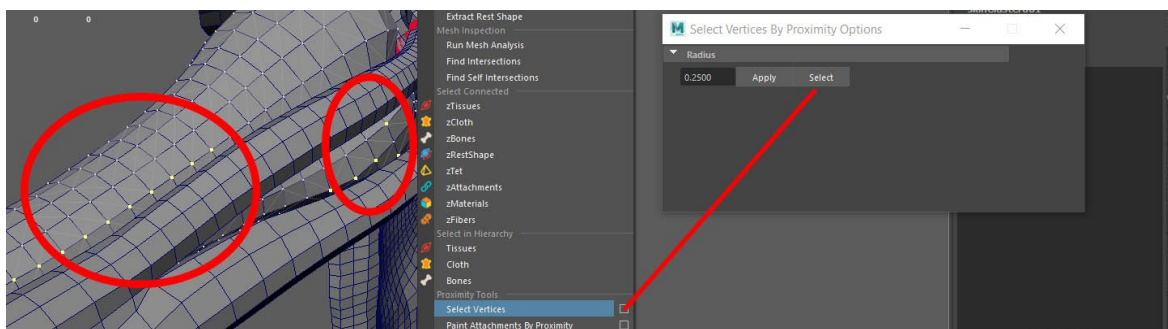 0 0
Extract Rest Shape
Mesh Inspection
Run Mesh Analysis
Find Intersections
Find Self Intersections
Select Connected
zTissues
zCloth
zBones
zRestShape
zTet
zAttachments
zMaterials
zFibers
Select in Hierarchy
Tissues
Cloth
Bones
Proximity Tools
Select Vertices
Paint Attachments By Proximity
M Select Vertices By Proximity Options
Radius
0.2500 Apply Select